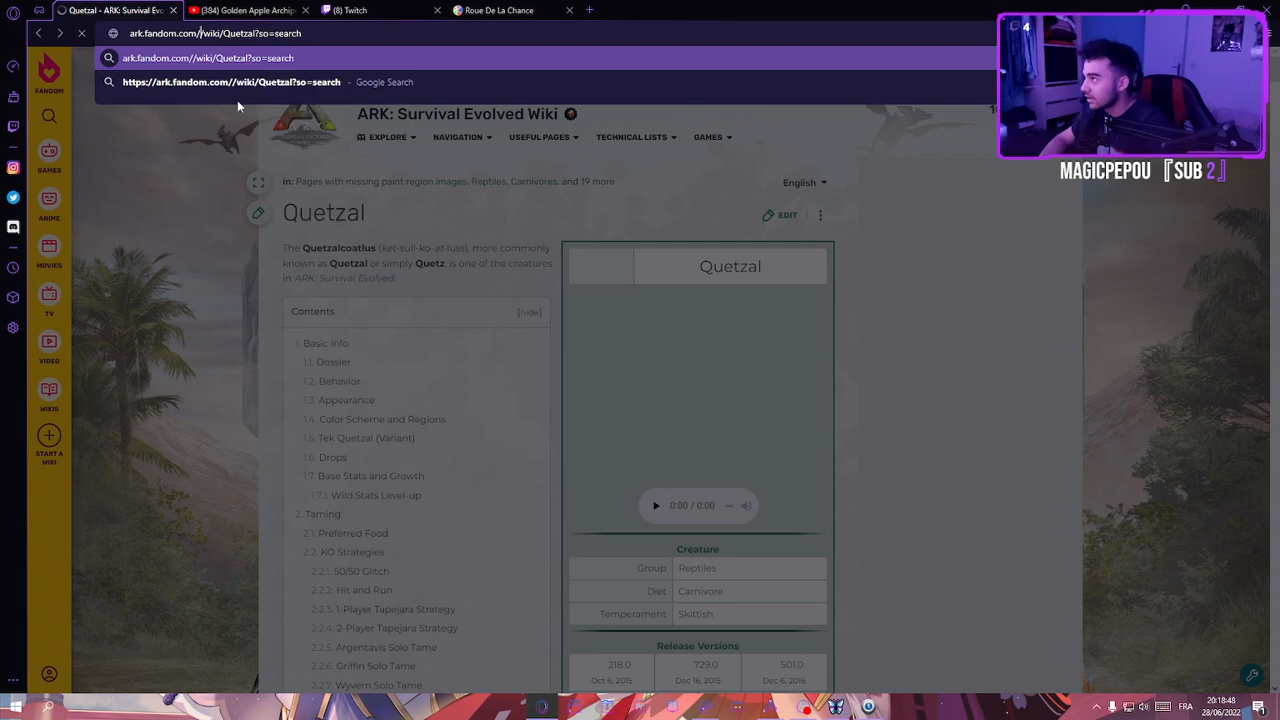 Sub Evo
(384) Golden Apple Arci
Evo
Roue De La Chance
ark.fandom.com//wiki/Quetzal?so=search
ark.fandom.com//wiki/Quetzal?so=search
https://ark.fandom.com//wiki/Quetzal?so=search - Google Search
4
MAGICPEPOU 『SUB 2』
FANDOM
GAMES
ANIME
MOVIES
TV
VIDEO
WIKIS
START A
WIKI
ARK: Survival Evolved Wiki
EXPLORE NAVIGATION USEFUL PAGES TECHNICAL LISTS GAMES
in: Pages with missing paint region images, Reptiles, Carnivores, and 19 more
English
Quetzal
EDIT
The Quetzalcoatlus (ket-sull-ko-at-luss), more commonly
known as Quetzal or simply Quetz, is one of the creatures
in ARK: Survival Evolved.
Contents [hide]
1. Basic Info
1.1. Dossier
1.2. Behavior
1.3. Appearance
1.4. Color Scheme and Regions
1.5. Tek Quetzal (Variant)
1.6. Drops
1.7. Base Stats and Growth
1.7.1. Wild Stats Level-up
2. Taming
2.1. Preferred Food
2.2. KO Strategies
2.2.1. 50/50 Glitch
2.2.2. Hit and Run
2.2.3. 1-Player Tapejara Strategy
2.2.4. 2-Player Tapejara Strategy
2.2.5. Argentavis Solo Tame
2.2.6. Griffin Solo Tame
2.2.7. Wyvern Solo Tame
Quetzal
0:00 / 0:00
Creature
Group Reptiles
Diet Carnivore
Temperament Skittish
Release Versions
218.0 729.0 501.0
Oct 6, 2015 Dec 16, 2015 Dec 6, 2016
20:18:48
28/06/2022